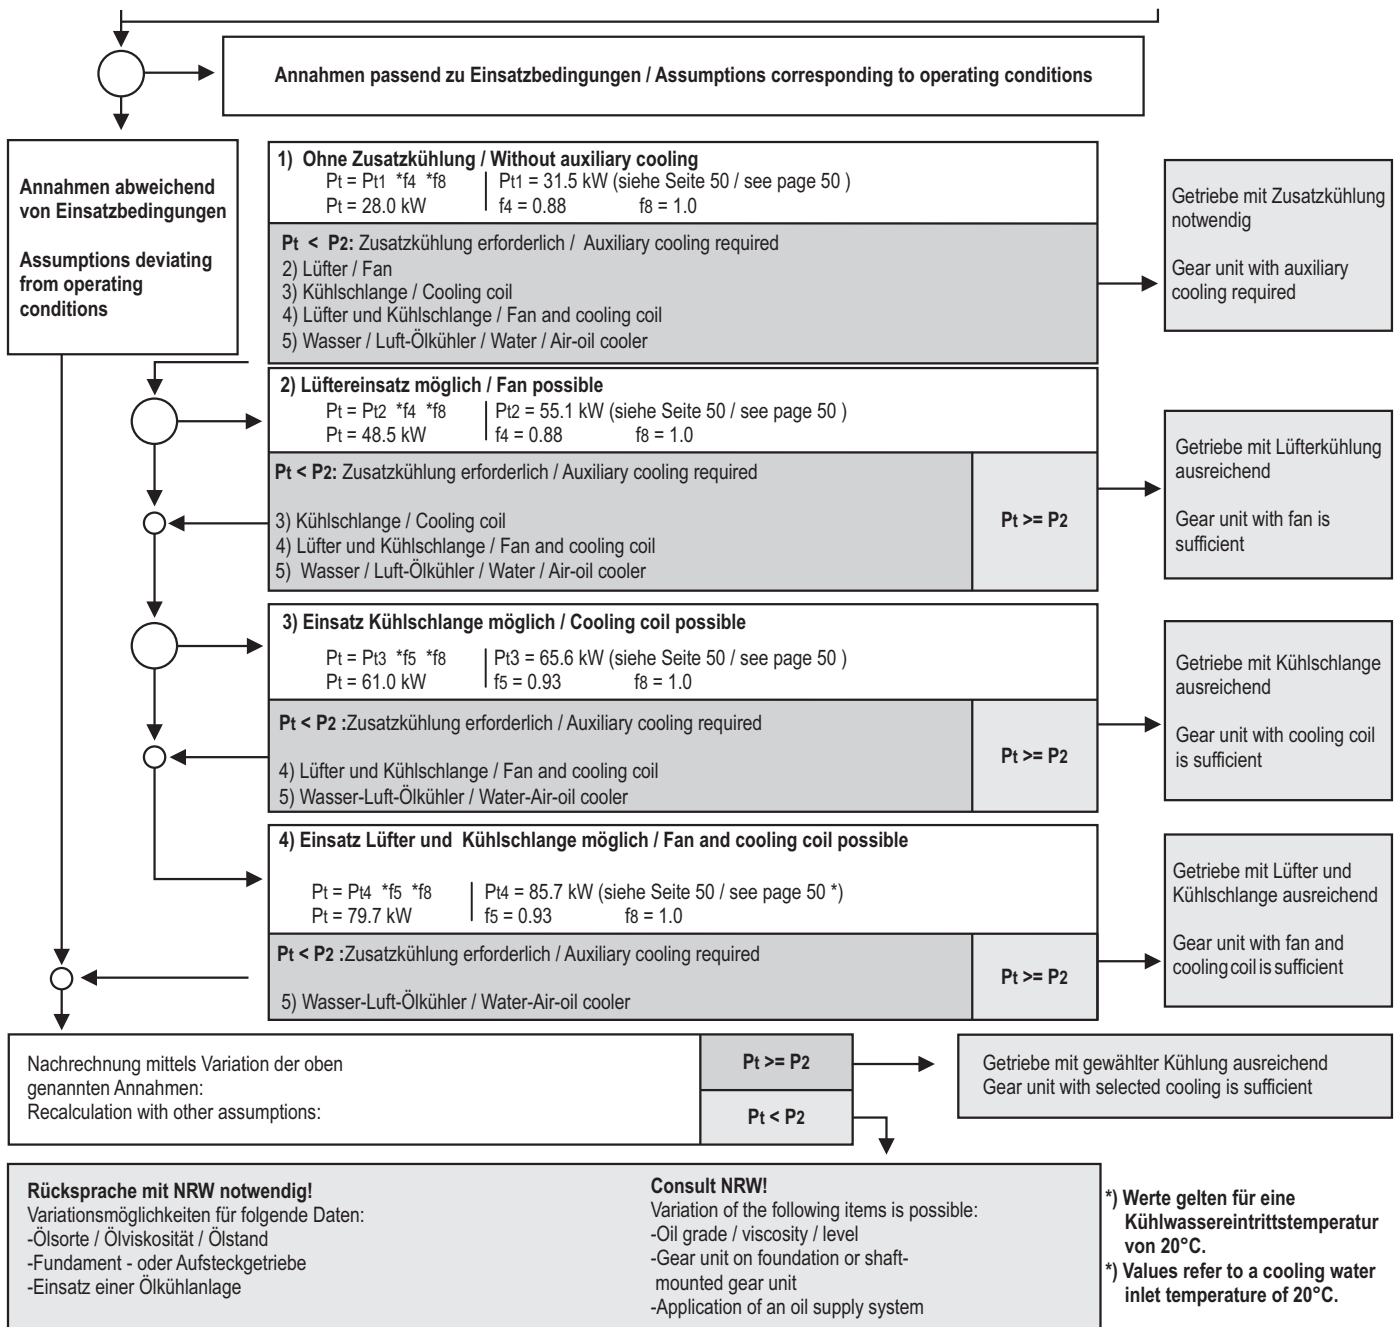 Annahmen passend zu Einsatzbedingungen / Assumptions corresponding to operating conditions
Annahmen abweichend
von Einsatzbedingungen
Assumptions deviating
from operating
conditions
1) Ohne Zusatzkühlung / Without auxiliary cooling
Pt = Pt1 *f4 *f8 | Pt1 = 31.5 kW (siehe Seite 50 / see page 50 )
Pt = 28.0 kW | f4 = 0.88 f8 = 1.0
Pt < P2: Zusatzkühlung erforderlich / Auxiliary cooling required
2) Lüfter / Fan
3) Kühlschlange / Cooling coil
4) Lüfter und Kühlschlange / Fan and cooling coil
5) Wasser / Luft-Ölkühler / Water / Air-oil cooler
Getriebe mit Zusatzkühlung
notwendig
Gear unit with auxiliary
cooling required
2) Lüftereinsatz möglich / Fan possible
Pt = Pt2 *f4 *f8 | Pt2 = 55.1 kW (siehe Seite 50 / see page 50 )
Pt = 48.5 kW | f4 = 0.88 f8 = 1.0
Pt < P2: Zusatzkühlung erforderlich / Auxiliary cooling required
3) Kühlschlange / Cooling coil
4) Lüfter und Kühlschlange / Fan and cooling coil
5) Wasser / Luft-Ölkühler / Water / Air-oil cooler
Pt >= P2
Getriebe mit Lüfterkühlung
ausreichend
Gear unit with fan is
sufficient
3) Einsatz Kühlschlange möglich / Cooling coil possible
Pt = Pt3 *f5 *f8 | Pt3 = 65.6 kW (siehe Seite 50 / see page 50 )
Pt = 61.0 kW | f5 = 0.93 f8 = 1.0
Pt < P2 :Zusatzkühlung erforderlich / Auxiliary cooling required
4) Lüfter und Kühlschlange / Fan and cooling coil
5) Wasser-Luft-Ölkühler / Water-Air-oil cooler
Pt >= P2
Getriebe mit Kühlschlange
ausreichend
Gear unit with cooling coil
is sufficient
4) Einsatz Lüfter und Kühlschlange möglich / Fan and cooling coil possible
Pt = Pt4 *f5 *f8 | Pt4 = 85.7 kW (siehe Seite 50 / see page 50 *)
Pt = 79.7 kW | f5 = 0.93 f8 = 1.0
Pt < P2 :Zusatzkühlung erforderlich / Auxiliary cooling required
5) Wasser-Luft-Ölkühler / Water-Air-oil cooler
Pt >= P2
Getriebe mit Lüfter und
Kühlschlange ausreichend
Gear unit with fan and
cooling coil is sufficient
Nachrechnung mittels Variation der oben
genannten Annahmen:
Recalculation with other assumptions:
Pt >= P2
Pt < P2
Getriebe mit gewählter Kühlung ausreichend
Gear unit with selected cooling is sufficient
Rücksprache mit NRW notwendig!
Variationsmöglichkeiten für folgende Daten:
-Ölsorte / Ölviskosität / Ölstand
-Fundament - oder Aufsteckgetriebe
-Einsatz einer Ölkühlanlage
Consult NRW!
Variation of the following items is possible:
-Oil grade / viscosity / level
-Gear unit on foundation or shaft-
mounted gear unit
-Application of an oil supply system
*) Werte gelten für eine
Kühlwassereintrittstemperatur
von 20°C.
*) Values refer to a cooling water
inlet temperature of 20°C.